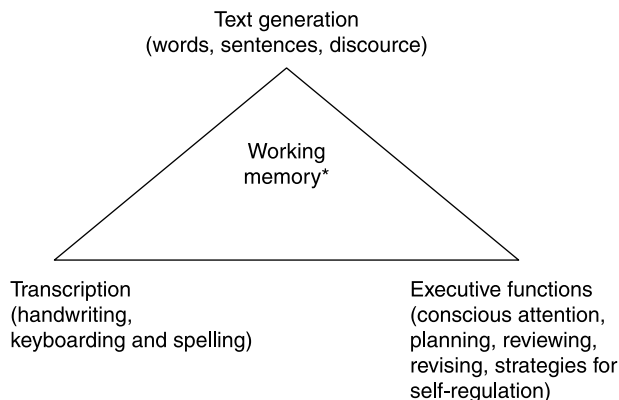 Text generation
(words, sentences, discource)
Working
memory*
Transcription
(handwriting,
keyboarding and spelling)
Executive functions
(conscious attention,
planning, reviewing,
revising, strategies for
self-regulation)